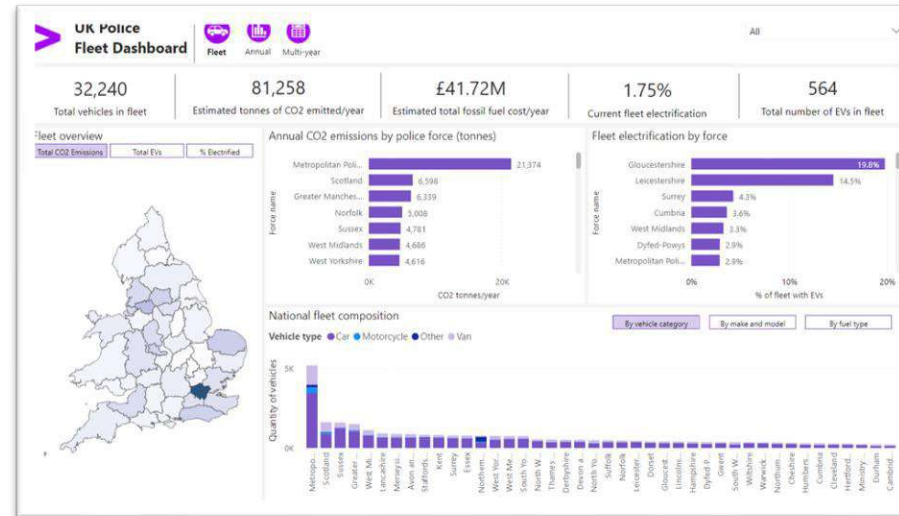 UK Police
Fleet Dashboard
Fleet
Annual
Multi-year
All
32,240
Total vehicles in fleet
81,258
Estimated tonnes of CO2 emitted/year
£41.72M
Estimated total fossil fuel cost/year
1.75%
Current fleet electrification
564
Total number of EVs in fleet
Fleet overview
Total CO2 Emissions
Total EVs
% Electrified
Annual CO2 emissions by police force (tonnes)
Force name
Metropolitan Poli... 21,374
Scotland 6,598
Greater Manches... 6,339
Norfolk 5,008
Sussex 4,781
West Midlands 4,686
West Yorkshire 4,616
0K 20K
CO2 tonnes/year
Fleet electrification by force
Force name
Gloucestershire 19.8%
Leicestershire 14.5%
Surrey 4.3%
Cumbria 3.6%
West Midlands 3.3%
Dyfed-Powys 2.9%
Metropolitan Poli... 2.9%
0% 10% 20%
% of fleet with EVs
National fleet composition
By vehicle category
By make and model
By fuel type
Vehicle type Car Motorcycle Other Van
Quantity of vehicles
5K
0K
Metropo...
Scotland
Sussex
Greater ...
West Mi...
Lancashire
Merseysi...
Avon an...
Staffords...
Kent
Surrey
Essex
Northern...
West Yor...
West Me...
South Yo...
North W...
Thames ...
Derbyshire
Devon a...
North Yo...
Suffolk
Norfolk
Leicester...
Dorset
Gloucest...
Lincolns...
Hampshire
Dyfed-P...
Gwent
South W...
Wiltshire
Warwick...
Northum...
Cheshire
Humbers...
Cumbria
Cleveland
Hertford...
Ministry ...
Durham
Cambrid...